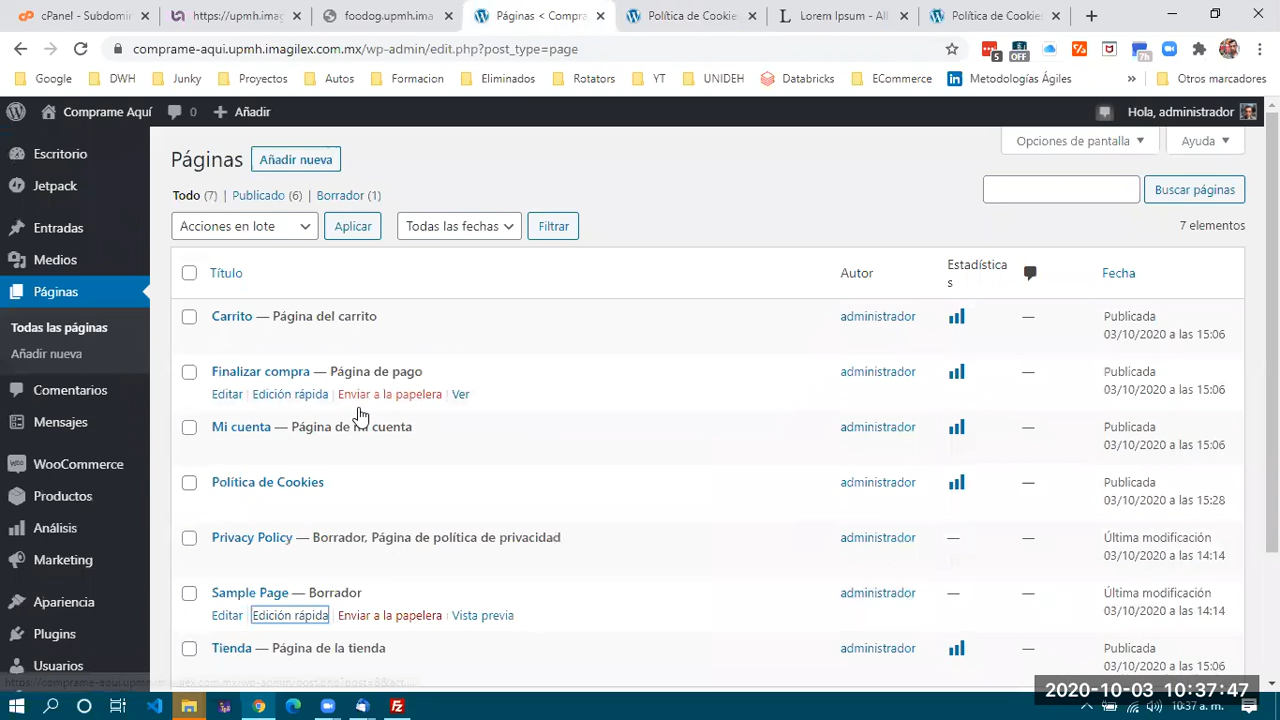 cPanel - Subdomi
https://upmh.imag
foodog.upmh.ima
Páginas < Compra
Política de Cookies
Lorem Ipsum - All
Política de Cookies
comprame-aqui.upmh.imagilex.com.mx/wp-admin/edit.php?post_type=page
5 OFF 7h
Google DWH Junky Proyectos Autos Formacion Eliminados Rotators YT UNIDEH Databricks ECommerce Metodologías Ágiles » Otros marcadores
Comprame Aquí 0 Añadir Hola, administrador
Escritorio
Jetpack
Entradas
Medios
Páginas
Todas las páginas
Añadir nueva
Comentarios
Mensajes
WooCommerce
Productos
Análisis
Marketing
Apariencia
Plugins
Usuarios
Opciones de pantalla Ayuda
Páginas Añadir nueva
Todo (7) | Publicado (6) | Borrador (1)
Buscar páginas
Acciones en lote Aplicar Todas las fechas Filtrar 7 elementos
Título Autor Estadística
s
Fecha
Carrito — Página del carrito administrador — Publicada
03/10/2020 a las 15:06
Finalizar compra — Página de pago administrador — Publicada
Editar | Edición rápida | Enviar a la papelera | Ver 03/10/2020 a las 15:06
Mi cuenta — Página de mi cuenta administrador — Publicada
03/10/2020 a las 15:06
Política de Cookies administrador — Publicada
03/10/2020 a las 15:28
Privacy Policy — Borrador, Página de política de privacidad administrador — — Última modificación
03/10/2020 a las 14:14
Sample Page — Borrador administrador — — Última modificación
Editar | Edición rápida | Enviar a la papelera | Vista previa 03/10/2020 a las 14:14
Tienda — Página de la tienda administrador — Publicada
03/10/2020 a las 15:06
2020-10-03 10:37:47
10:37 a. m.